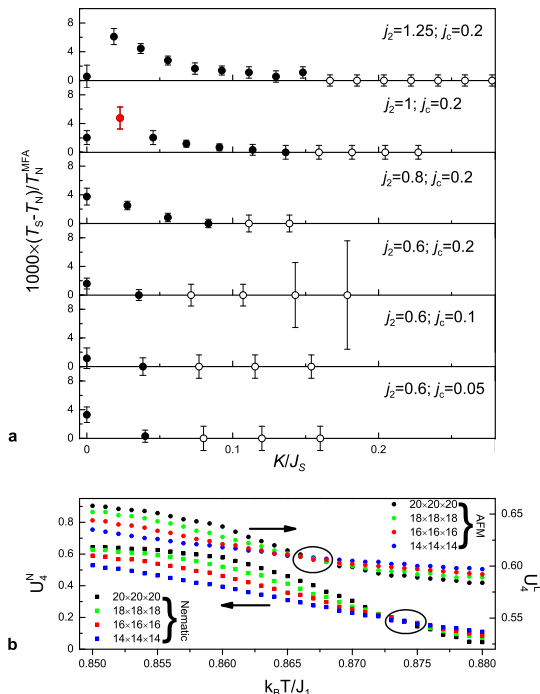 8
4
0
j2=1.25; jc=0.2
8
4
0
j2=1; jc=0.2
8
4
0
j2=0.8; jc=0.2
8
4
0
j2=0.6; jc=0.2
8
4
0
j2=0.6; jc=0.1
8
4
0
j2=0.6; jc=0.05
1000×(TS-TN)/TN^MFA
0 0.1 0.2
a K/JS
0.8
0.6
0.4
0.2
0
U4^N
20×20×20
18×18×18
16×16×16
14×14×14
AFM
0.65
0.60
0.55
U4^L
20×20×20
18×18×18
16×16×16
14×14×14
Nematic
0.850 0.855 0.860 0.865 0.870 0.875 0.880
b kBT/J1